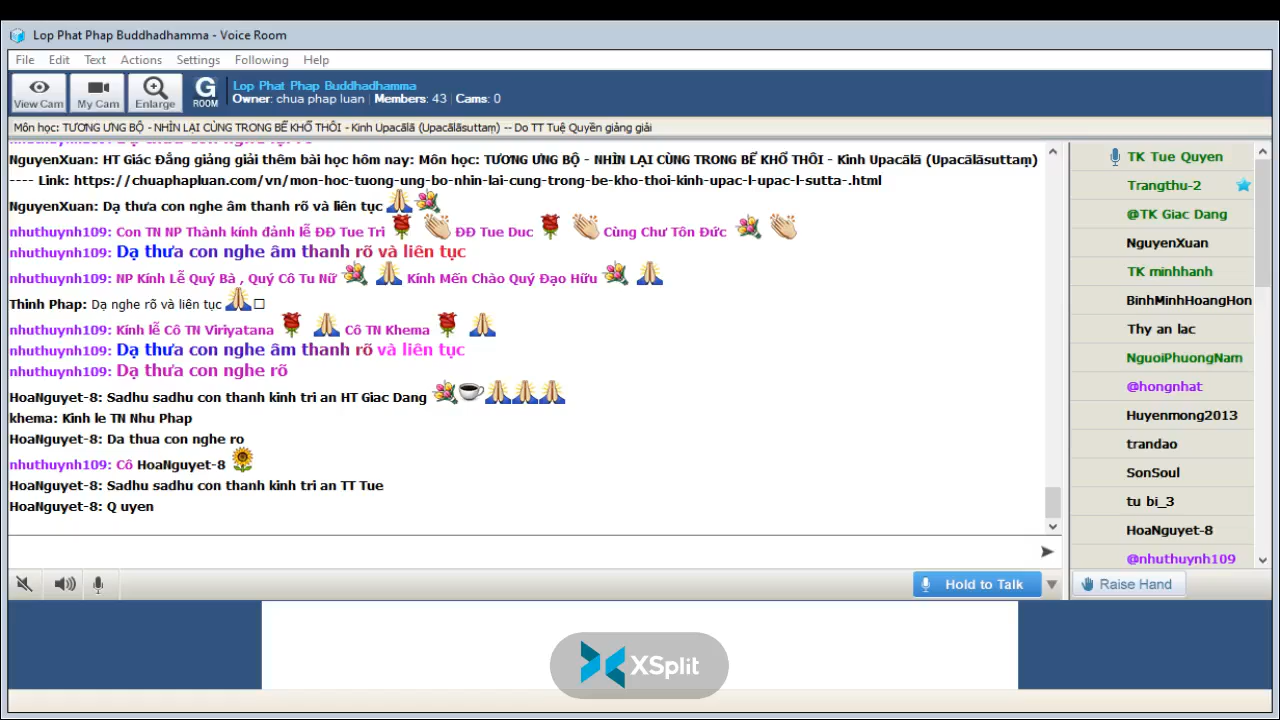 Lop Phat Phap Buddhadhamma - Voice Room
File Edit Text Actions Settings Following Help
View Cam My Cam Enlarge G ROOM
Lop Phat Phap Buddhadhamma
Owner: chua phap luan | Members: 43 | Cams: 0
Môn học: TƯƠNG ƯNG BỘ - NHÌN LẠI CÙNG TRONG BỂ KHỔ THÔI - Kinh Upacālā (Upacālāsuttaṃ) -- Do TT Tuệ Quyền giảng giải
NguyenXuan: HT Giác Đẳng giảng giải thêm bài học hôm nay: Môn học: TƯƠNG ƯNG BỘ - NHÌN LẠI CÙNG TRONG BỂ KHỔ THÔI - Kinh Upacālā (Upacālāsuttaṃ)
---- Link: https://chuaphapluan.com/vn/mon-hoc-tuong-ung-bo-nhin-lai-cung-trong-be-kho-thoi-kinh-upac-l-upac-l-sutta-.html
NguyenXuan: Dạ thưa con nghe âm thanh rõ và liên tục
nhuthuynh109: Con TN NP Thành kính đảnh lễ ĐĐ Tue Tri ĐĐ Tue Duc Cùng Chư Tôn Đức
nhuthuynh109: Dạ thưa con nghe âm thanh rõ và liên tục
nhuthuynh109: NP Kính Lễ Quý Bà , Quý Cô Tu Nữ Kính Mến Chào Quý Đạo Hữu
Thinh Phap: Dạ nghe rõ và liên tục
nhuthuynh109: Kính lễ Cô TN Viriyatana Cô TN Khema
nhuthuynh109: Dạ thưa con nghe âm thanh rõ và liên tục
nhuthuynh109: Dạ thưa con nghe rõ
HoaNguyet-8: Sadhu sadhu con thanh kinh tri an HT Giac Dang
khema: Kinh le TN Nhu Phap
HoaNguyet-8: Da thua con nghe ro
nhuthuynh109: Cô HoaNguyet-8
HoaNguyet-8: Sadhu sadhu con thanh kinh tri an TT Tue
HoaNguyet-8: Q uyen
TK Tue Quyen
Trangthu-2
@TK Giac Dang
NguyenXuan
TK minhhanh
BinhMinhHoangHon
Thy an lac
NguoiPhuongNam
@hongnhat
Huyenmong2013
trandao
SonSoul
tu bi_3
HoaNguyet-8
@nhuthuynh109
Hold to Talk
Raise Hand
XSplit